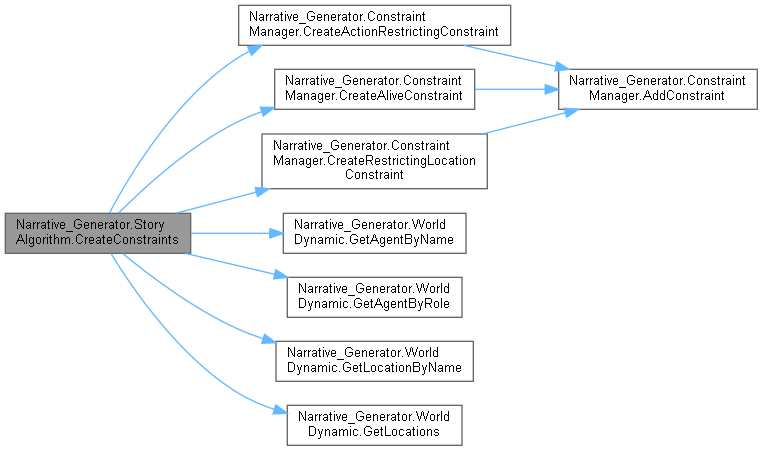 Narrative_Generator.Constraint
Manager.CreateActionRestrictingConstraint
Narrative_Generator.Constraint
Manager.CreateAliveConstraint
Narrative_Generator.Constraint
Manager.AddConstraint
Narrative_Generator.Constraint
Manager.CreateRestrictingLocation
Constraint
Narrative_Generator.Story
Algorithm.CreateConstraints
Narrative_Generator.World
Dynamic.GetAgentByName
Narrative_Generator.World
Dynamic.GetAgentByRole
Narrative_Generator.World
Dynamic.GetLocationByName
Narrative_Generator.World
Dynamic.GetLocations